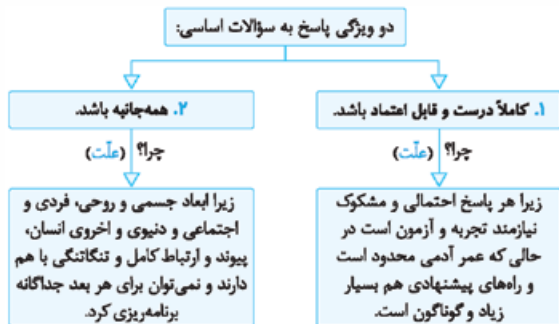 دو ویژگی پاسخ به سؤالات اساسی:
۱. کاملاً درست و قابل اعتماد باشد.
چرا؟ (علّت)
زیرا هر پاسخ احتمالی و مشکوک
نیازمند تجربه و آزمون است در
حالی که عمر آدمی محدود است
و راه‌های پیشنهادی هم بسیار
زیاد و گوناگون است.
۲. همه‌جانبه باشد.
چرا؟ (علّت)
زیرا ابعاد جسمی و روحی، فردی و
اجتماعی و دنیوی و اخروی انسان،
پیوند و ارتباط کامل و تنگاتنگی با هم
دارند و نمی‌توان برای هر بعد جداگانه
برنامه‌ریزی کرد.